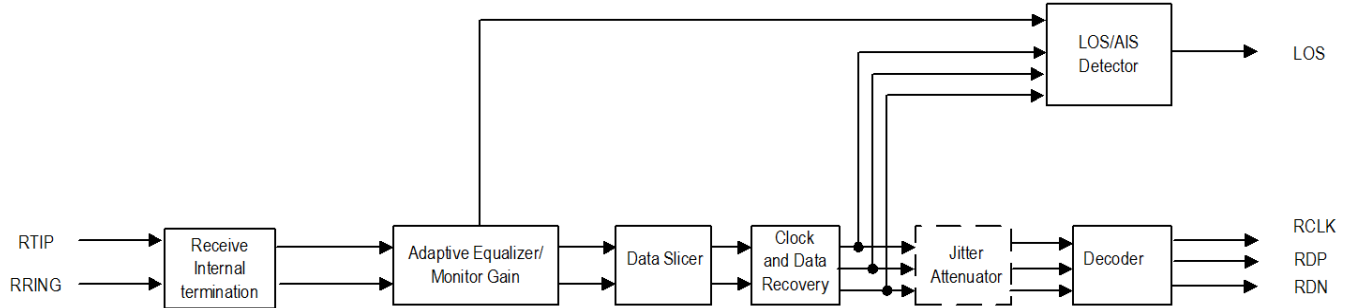 LOS/AIS
Detector
LOS
RTIP
RRING
Receive
Internal
termination
Adaptive Equalizer/
Monitor Gain
Data Slicer
Clock
and Data
Recovery
Jitter
Attenuator
Decoder
RCLK
RDP
RDN